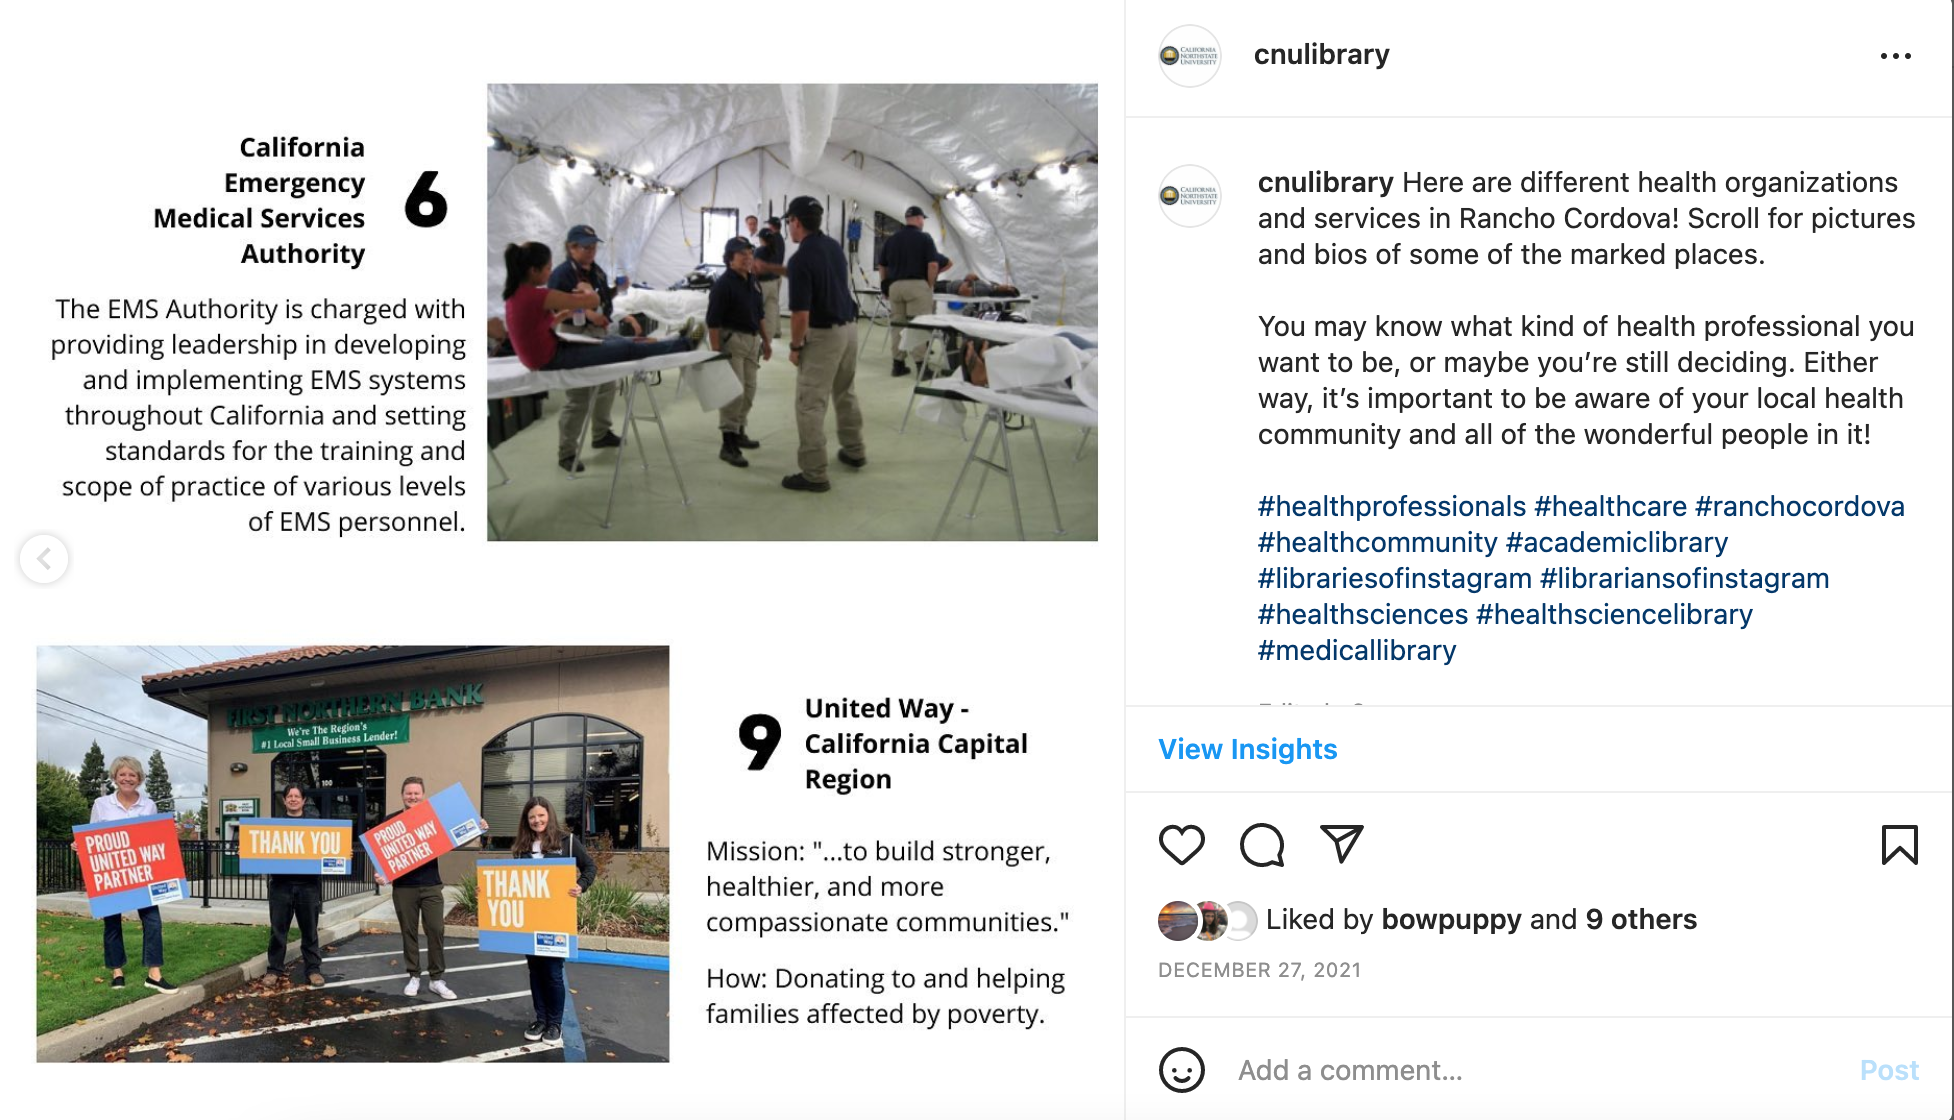 California
Emergency
Medical Services
Authority
6
The EMS Authority is charged with
providing leadership in developing
and implementing EMS systems
throughout California and setting
standards for the training and
scope of practice of various levels
of EMS personnel.
FIRST NORTHERN BANK
We're The Region's
#1 Local Small Business Lender!
100
PROUD
UNITED WAY
PARTNER
THANK YOU
PROUD
UNITED WAY
PARTNER
THANK
YOU
United
Way
9
United Way -
California Capital
Region
Mission: "...to build stronger,
healthier, and more
compassionate communities."
How: Donating to and helping
families affected by poverty.
CALIFORNIA
NORTHSTATE
UNIVERSITY
cnulibrary
CALIFORNIA
NORTHSTATE
UNIVERSITY
cnulibrary Here are different health organizations
and services in Rancho Cordova! Scroll for pictures
and bios of some of the marked places.
You may know what kind of health professional you
want to be, or maybe you’re still deciding. Either
way, it’s important to be aware of your local health
community and all of the wonderful people in it!
#healthprofessionals #healthcare #ranchocordova
#healthcommunity #academiclibrary
#librariesofinstagram #librariansofinstagram
#healthsciences #healthsciencelibrary
#medicallibrary
View Insights
Liked by bowpuppy and 9 others
DECEMBER 27, 2021
Add a comment...
Post